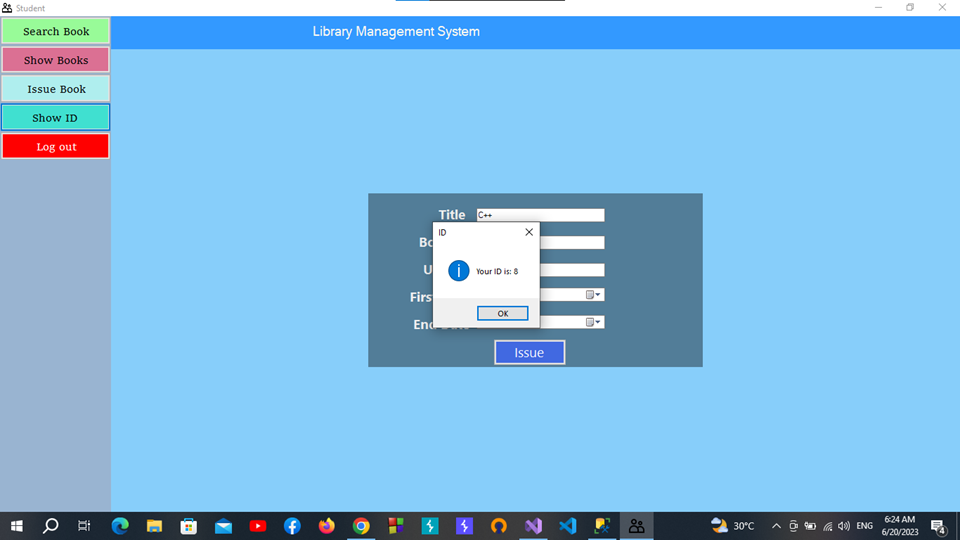 Student
Library Management System
Search Book
Show Books
Issue Book
Show ID
Log out
Title
C++
ID
Your ID is: 8
OK
Bo
U
First
End Date
Issue
30°C
ENG
6:24 AM
6/20/2023
4